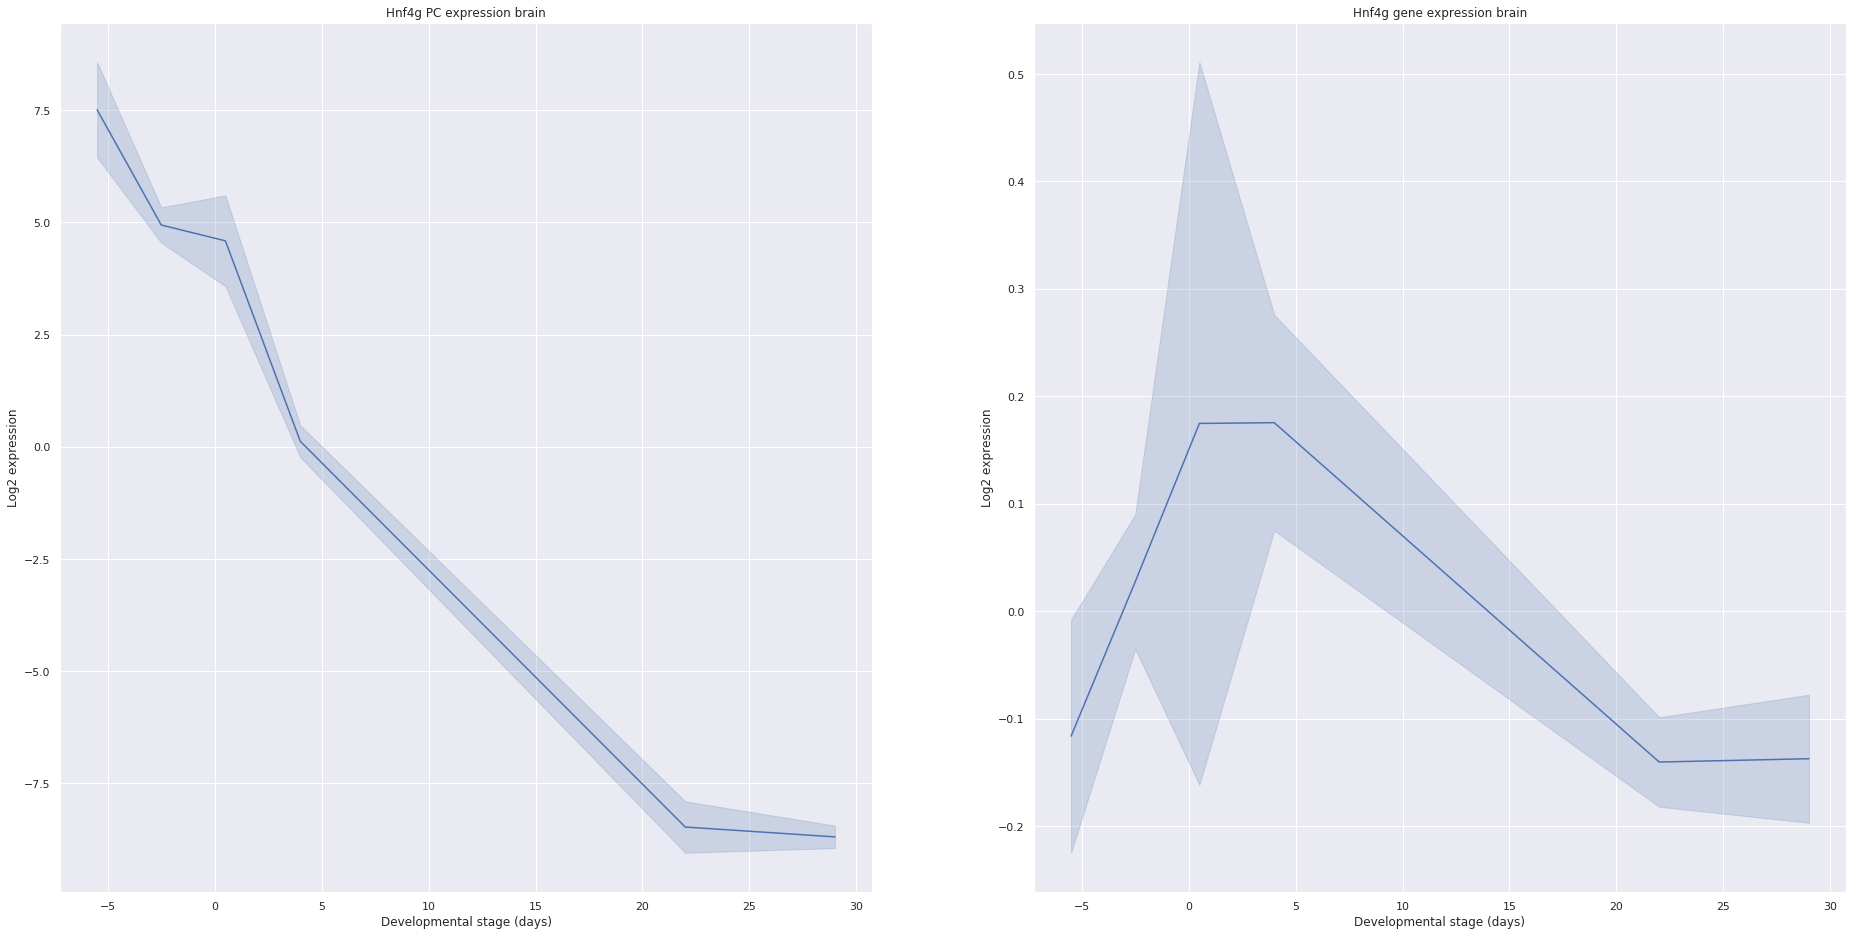 Hnf4g PC expression brain
Log2 expression
7.5
5.0
2.5
0.0
−2.5
−5.0
−7.5
−5 0 5 10 15 20 25 30
Developmental stage (days)
Hnf4g gene expression brain
Log2 expression
0.5
0.4
0.3
0.2
0.1
0.0
−0.1
−0.2
−5 0 5 10 15 20 25 30
Developmental stage (days)